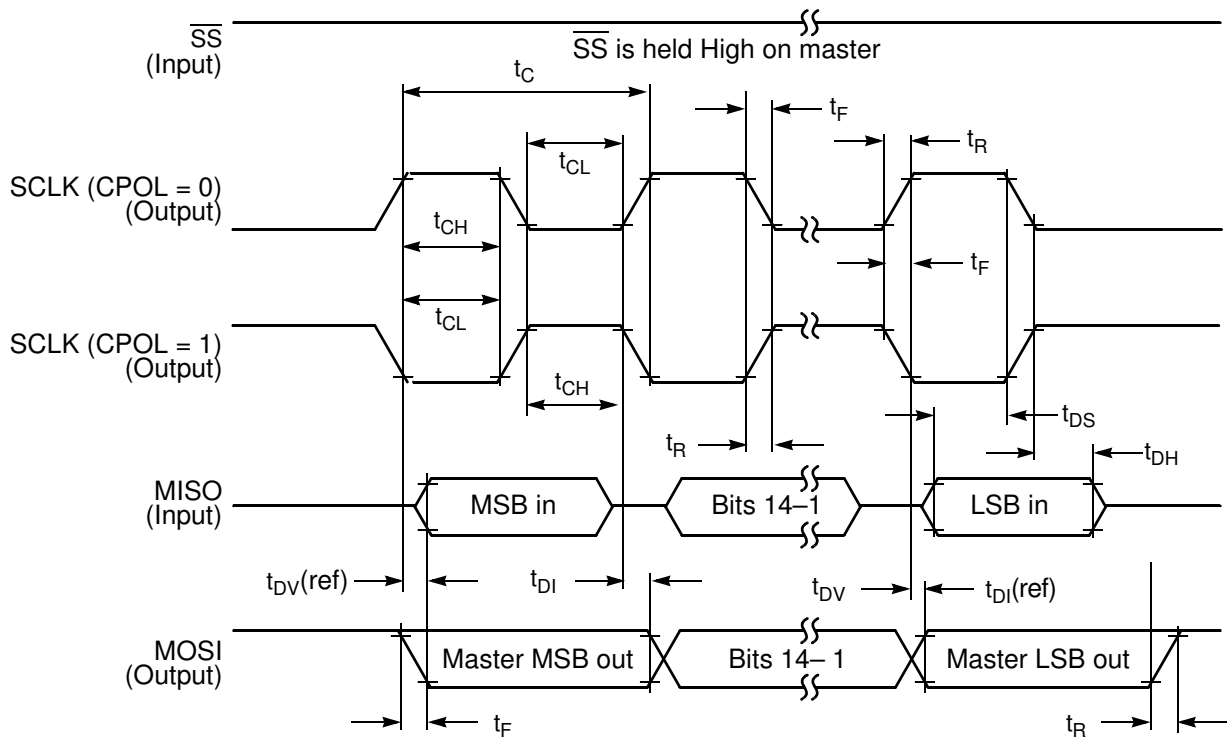 SS
(Input)
SS is held High on master
tC
tF
tR
tCL
SCLK (CPOL = 0)
(Output)
tCH
tF
tCL
SCLK (CPOL = 1)
(Output)
tCH
tDS
tR
tDH
MISO
(Input)
MSB in
Bits 14–1
LSB in
tDV(ref)
tDI
tDV
tDI(ref)
MOSI
(Output)
Master MSB out
Bits 14– 1
Master LSB out
tF
tR